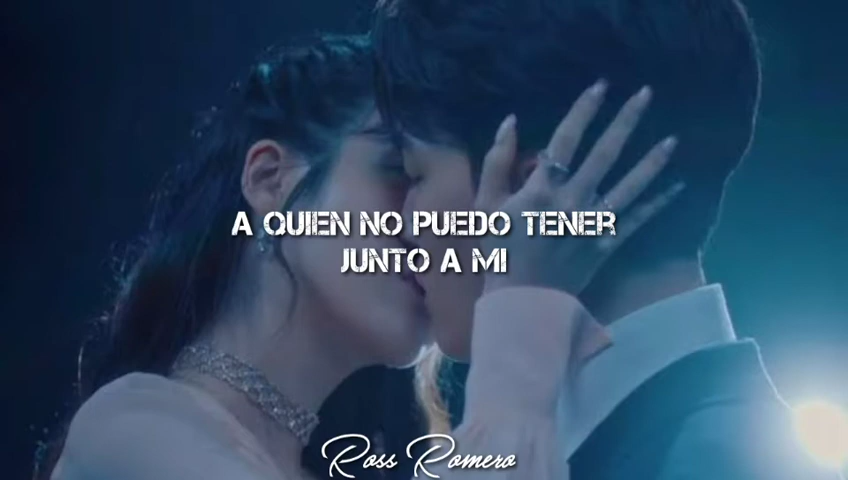 A QUIEN NO PUEDO TENER
JUNTO A MI
Ross Romero